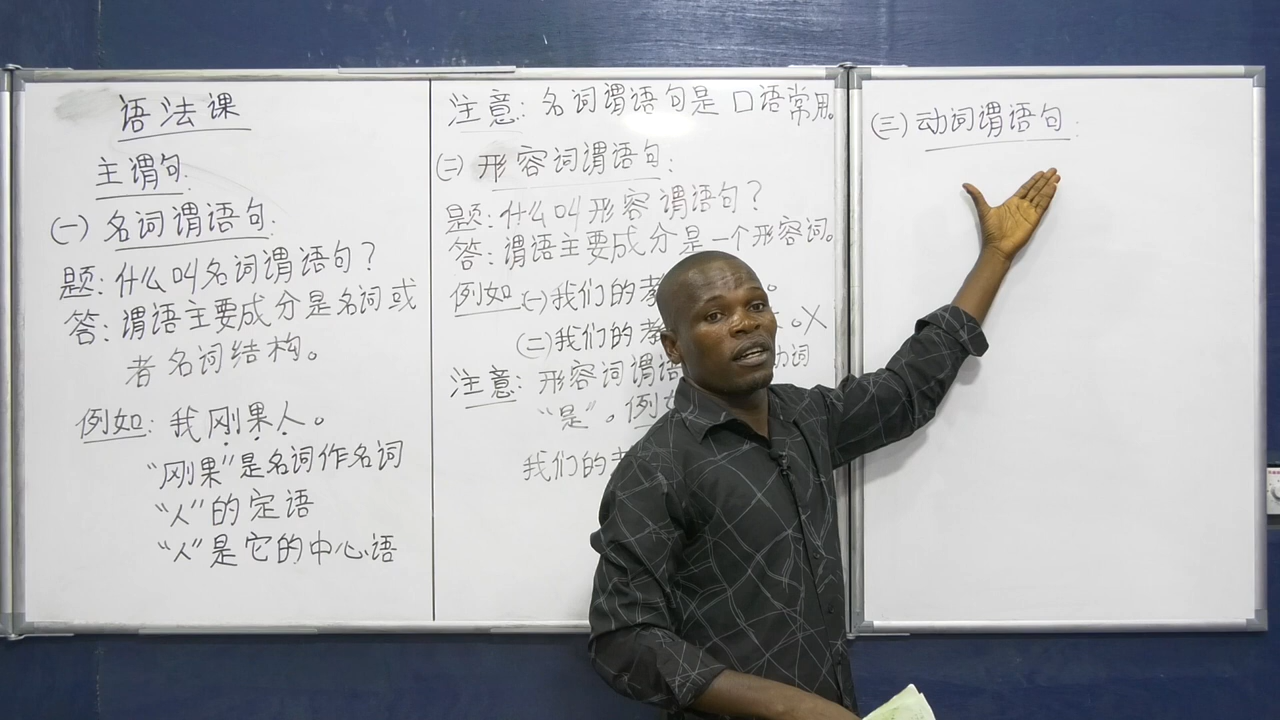 语法课
主谓句.
(一) 名词谓语句.
题: 什么叫名词谓语句?
答: 谓语主要成分是名词或
者名词结构。
例如: 我刚果人。
“刚果”是名词作名词
“人”的定语
“人”是它的中心语
注意: 名词谓语句是口语常用。
(二) 形容词谓语句:
题: 什么叫形容谓语句?
答: 谓语主要成分是一个形容词。
例如 (一) 我们的教 。
(二) 我们的教 。X
注意: 形容词谓语 动词
“是”。例如
我们的教
(三) 动词谓语句: